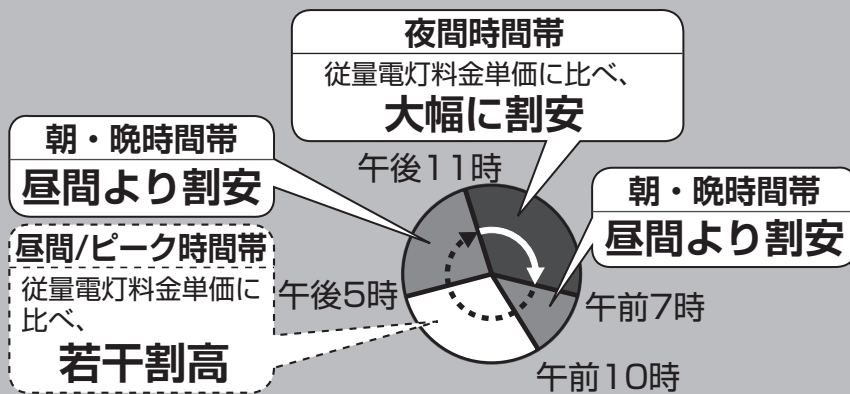 夜間時間帯
従量電灯料金単価に比べ、
大幅に割安
朝・晩時間帯
昼間より割安
午後11時
朝・晩時間帯
昼間より割安
昼間/ピーク時間帯
従量電灯料金単価に
比べ、
若干割高
午後5時
午前7時
午前10時